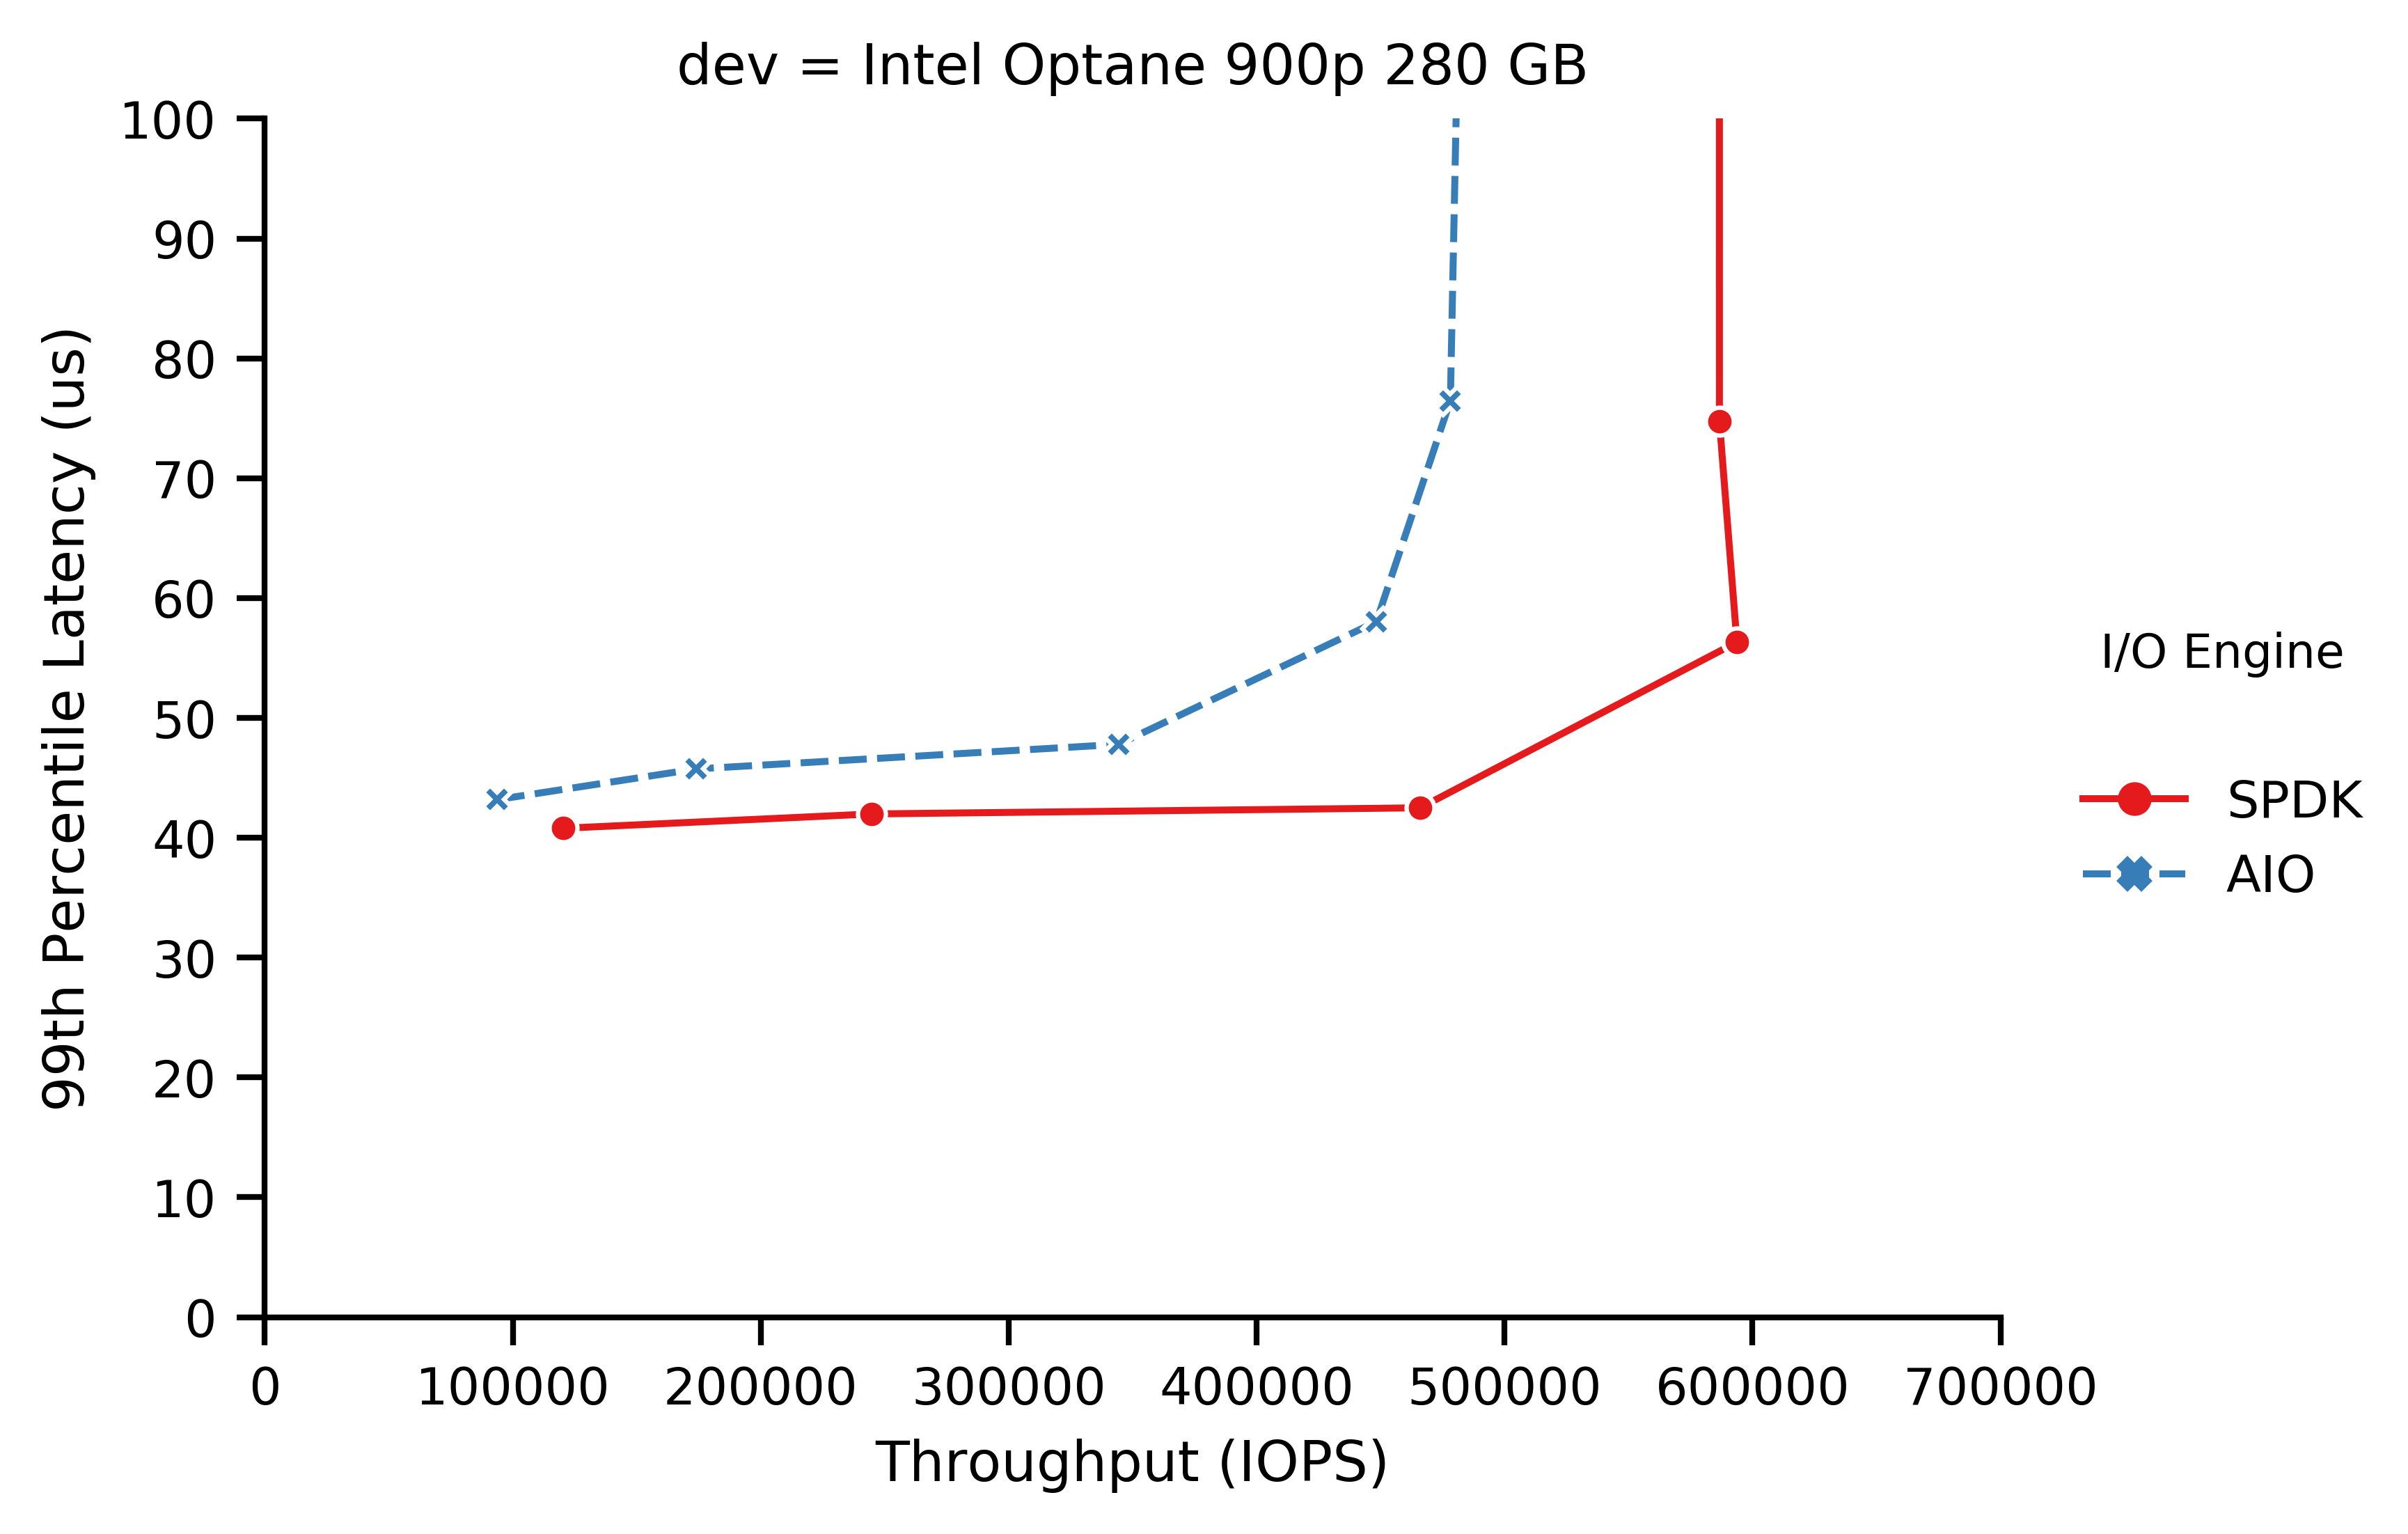 dev = Intel Optane 900p 280 GB
100
90
80
70
60
50
40
30
20
10
0
99th Percentile Latency (us)
0 100000 200000 300000 400000 500000 600000 700000
Throughput (IOPS)
I/O Engine
SPDK
AIO